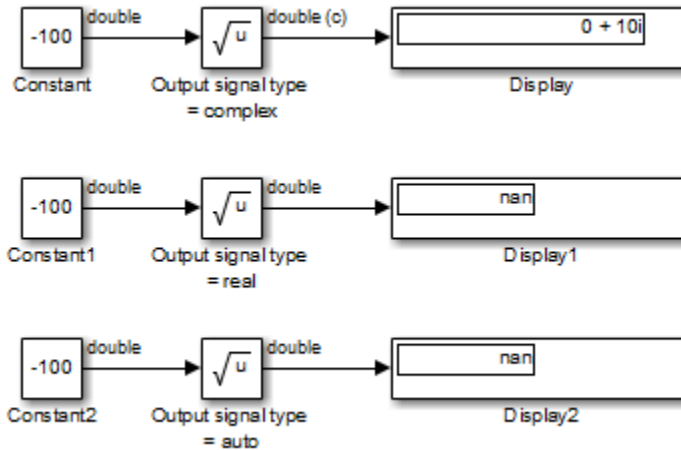 double double (c)
-100 √u 0 + 10i
Constant Output signal type Display
= complex
double double
-100 √u nan
Constant1 Output signal type Display1
= real
double double
-100 √u nan
Constant2 Output signal type Display2
= auto